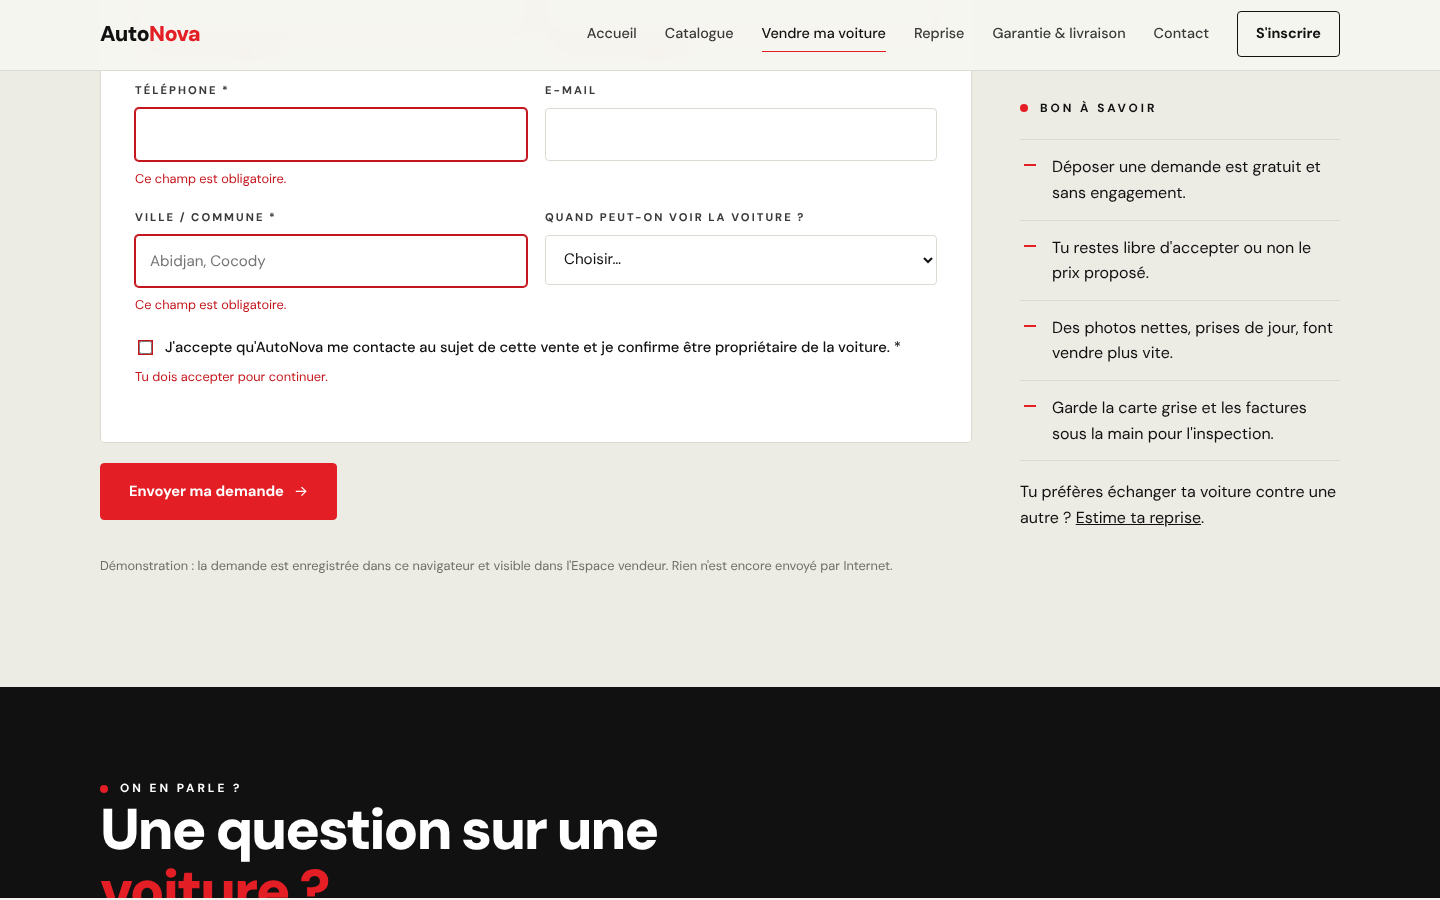 AutoNova
Accueil
Catalogue
Vendre ma voiture
Reprise
Garantie & livraison
Contact
S'inscrire
TÉLÉPHONE *
E-MAIL
Ce champ est obligatoire.
VILLE / COMMUNE *
QUAND PEUT-ON VOIR LA VOITURE ?
Abidjan, Cocody
Choisir...
Ce champ est obligatoire.
J'accepte qu'AutoNova me contacte au sujet de cette vente et je confirme être propriétaire de la voiture. *
Tu dois accepter pour continuer.
Envoyer ma demande →
Démonstration : la demande est enregistrée dans ce navigateur et visible dans l'Espace vendeur. Rien n'est encore envoyé par Internet.
BON À SAVOIR
Déposer une demande est gratuit et
sans engagement.
Tu restes libre d'accepter ou non le
prix proposé.
Des photos nettes, prises de jour, font
vendre plus vite.
Garde la carte grise et les factures
sous la main pour l'inspection.
Tu préfères échanger ta voiture contre une
autre ? Estime ta reprise.
ON EN PARLE ?
Une question sur une
voiture ?